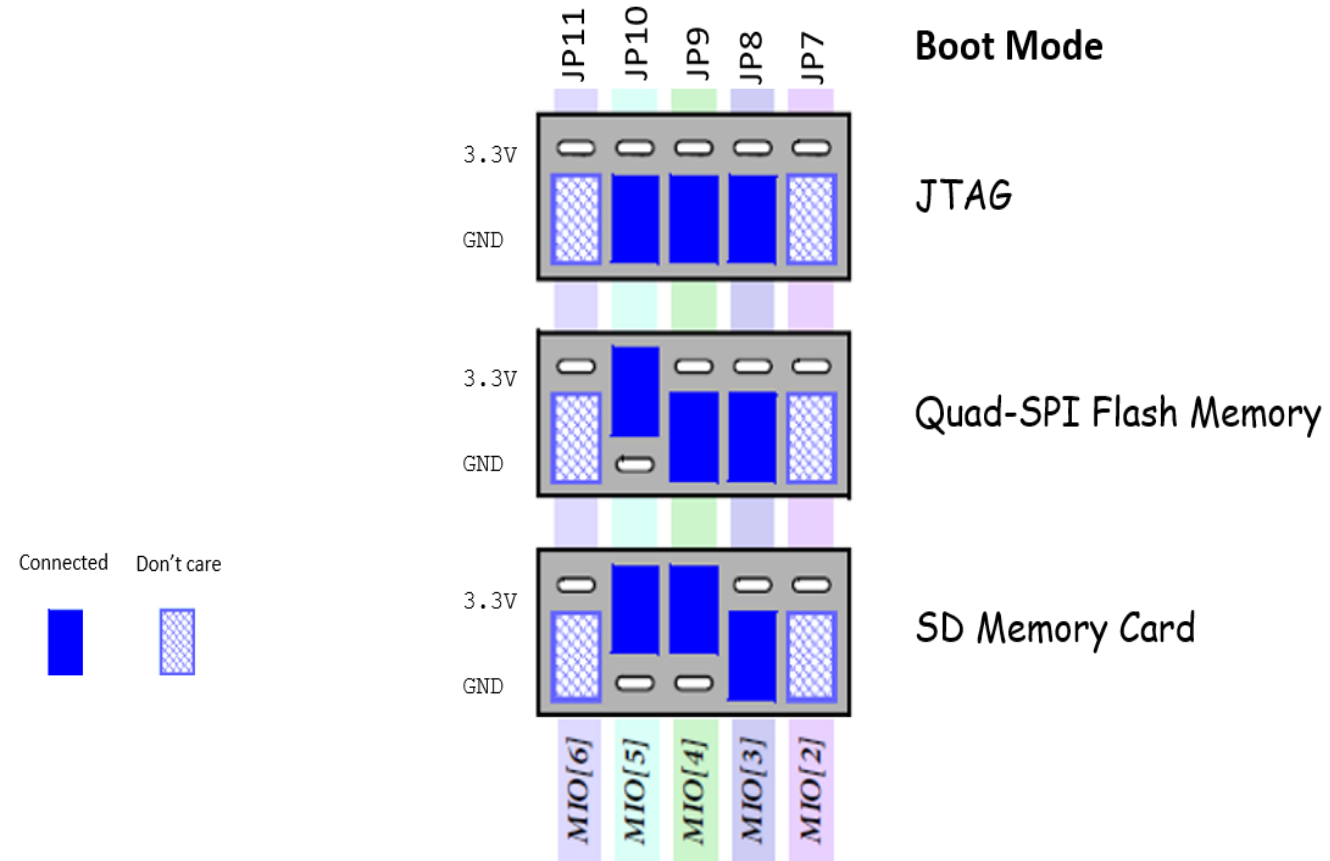 JP11 JP10 JP9 JP8 JP7
Boot Mode
3.3V
GND
JTAG
3.3V
GND
Quad-SPI Flash Memory
Connected Don’t care
3.3V
GND
SD Memory Card
MIO[6] MIO[5] MIO[4] MIO[3] MIO[2]